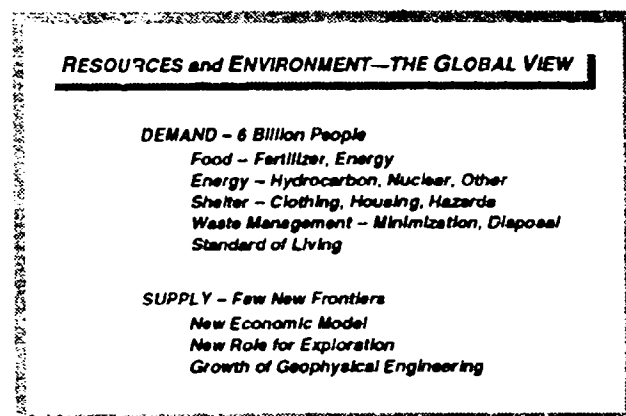 RESOURCES and ENVIRONMENT—THE GLOBAL VIEW
DEMAND – 6 Billion People
Food – Fertilizer, Energy
Energy – Hydrocarbon, Nuclear, Other
Shelter – Clothing, Housing, Hazards
Waste Management – Minimization, Disposal
Standard of Living
SUPPLY – Few New Frontiers
New Economic Model
New Role for Exploration
Growth of Geophysical Engineering